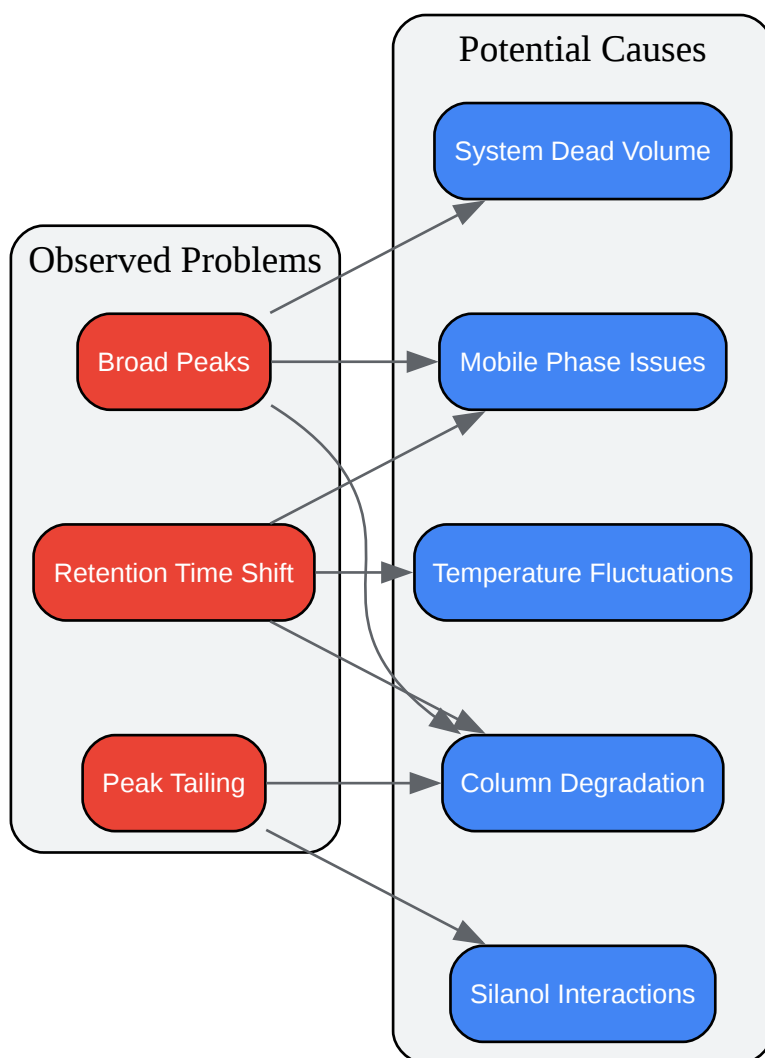 Potential Causes
System Dead Volume
Observed Problems
Broad Peaks
Mobile Phase Issues
Retention Time Shift
Temperature Fluctuations
Peak Tailing
Column Degradation
Silanol Interactions